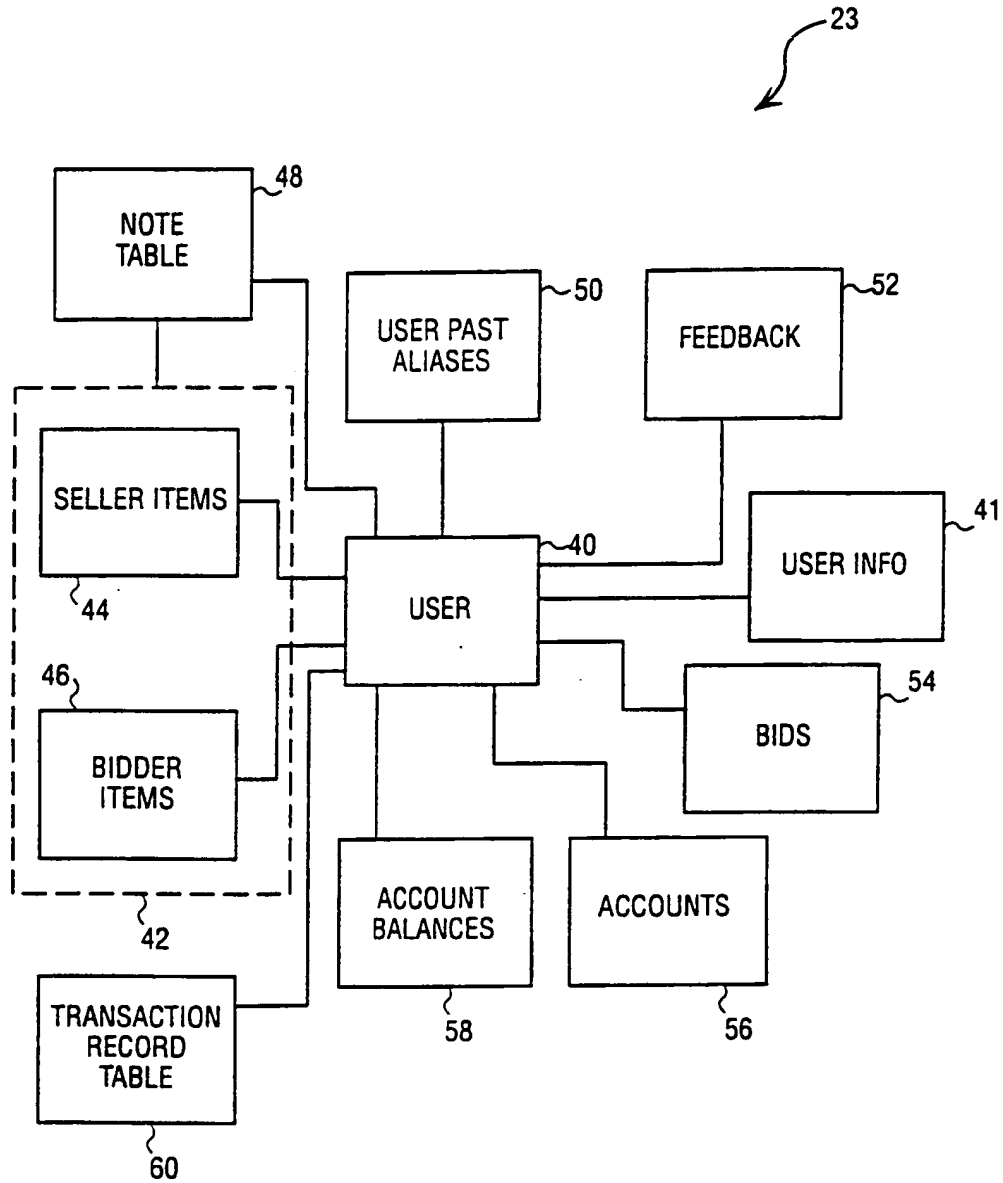 23
48
NOTE
TABLE
50
USER PAST
ALIASES
52
FEEDBACK
SELLER ITEMS
44
40
USER
41
USER INFO
46
BIDDER
ITEMS
42
54
BIDS
ACCOUNT
BALANCES
58
ACCOUNTS
56
TRANSACTION
RECORD
TABLE
60